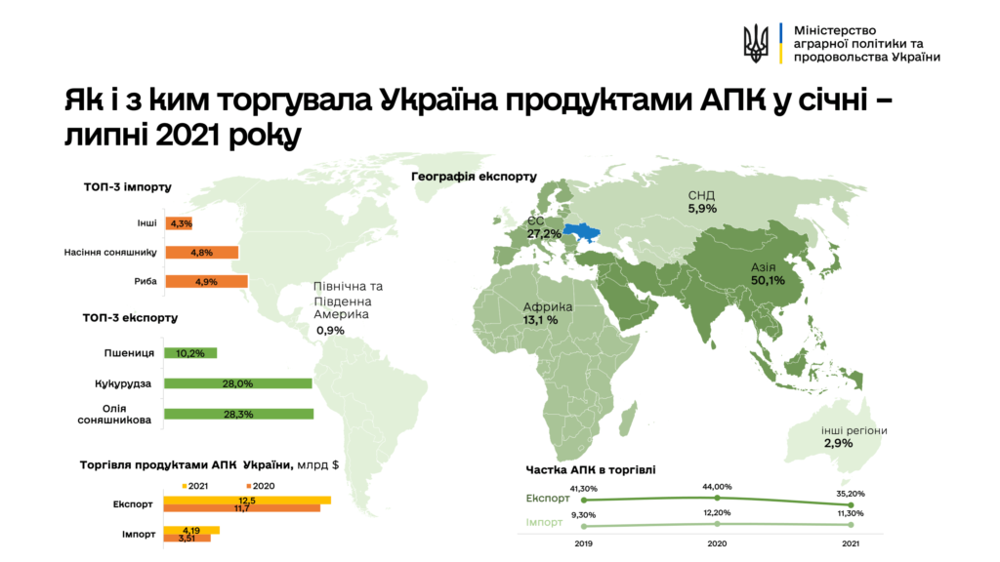 Міністерство
аграрної політики та
продовольства України
Як і з ким торгувала Україна продуктами АПК у січні –
липні 2021 року
ТОП-3 імпорту
Інші
4,3%
Насіння соняшнику
4,8%
Риба
4,9%
ТОП-3 експорту
Пшениця
10,2%
Кукурудза
28,0%
Олія
соняшникова
28,3%
Географія експорту
СНД
5,9%
ЄС
27,2%
Азія
50,1%
Африка
13,1 %
Північна та
Південна
Америка
0,9%
інші регіони
2,9%
Торгівля продуктами АПК України, млрд $
2021
2020
Експорт
12,5
11,7
Імпорт
4,19
3,51
Частка АПК в торгівлі
Експорт
41,30%
44,00%
35,20%
Імпорт
9,30%
12,20%
11,30%
2019
2020
2021